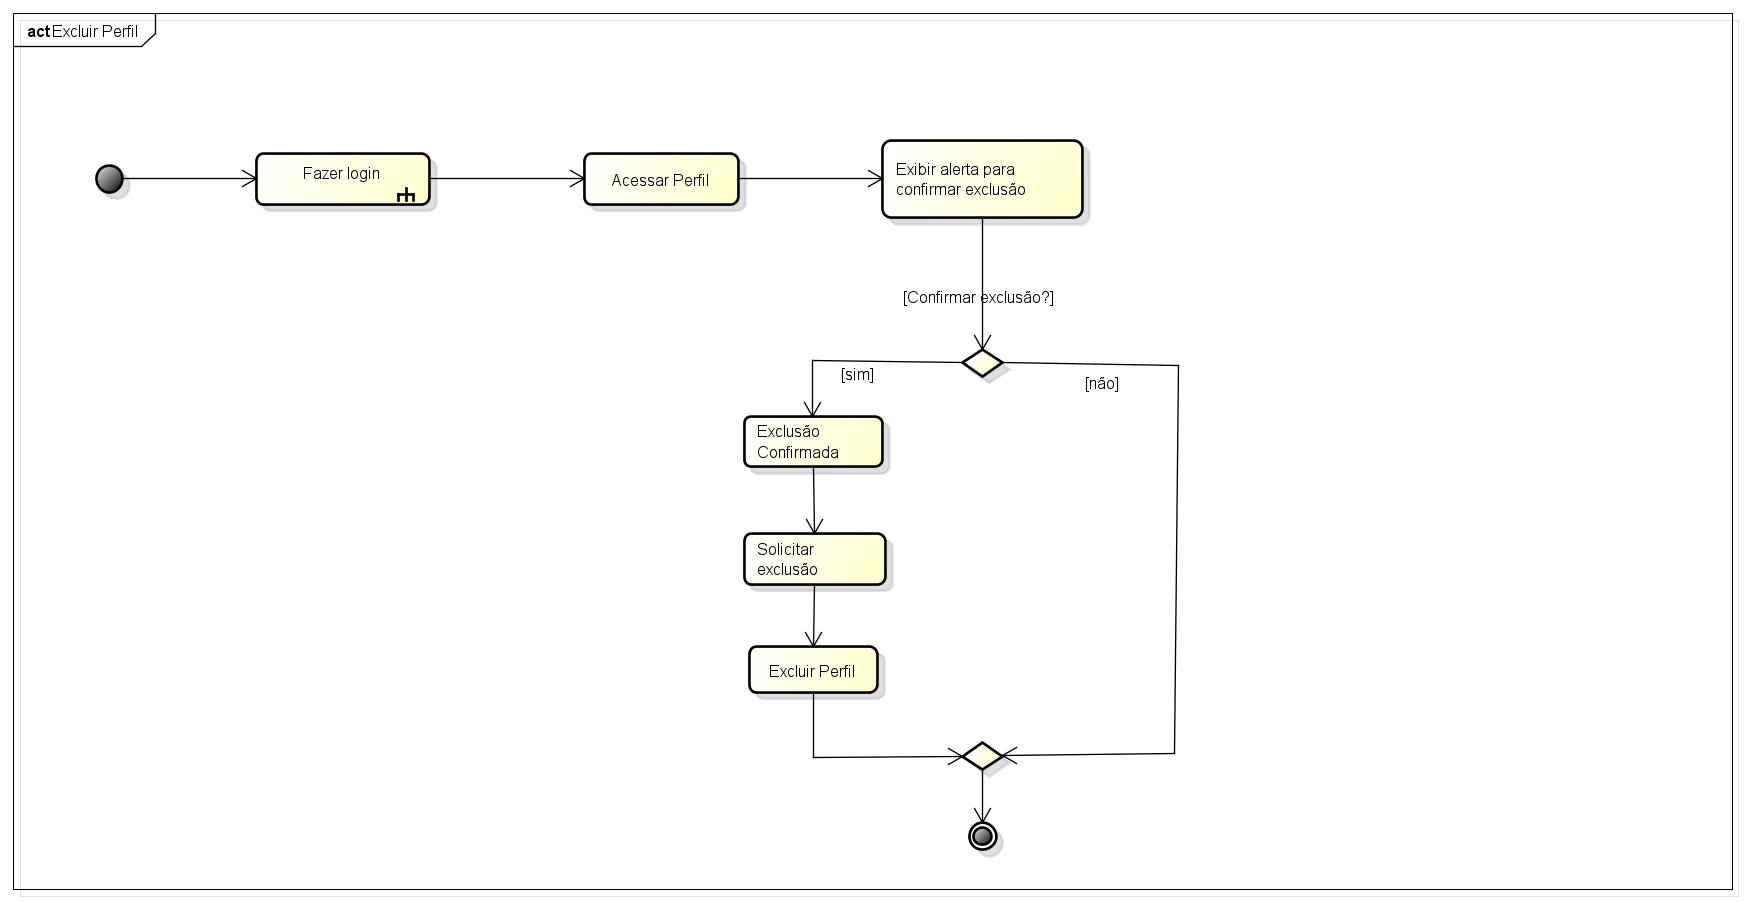 act Excluir Perfil
Fazer login
Acessar Perfil
Exibir alerta para
confirmar exclusão
[Confirmar exclusão?]
[sim]
[não]
Exclusão
Confirmada
Solicitar
exclusão
Excluir Perfil